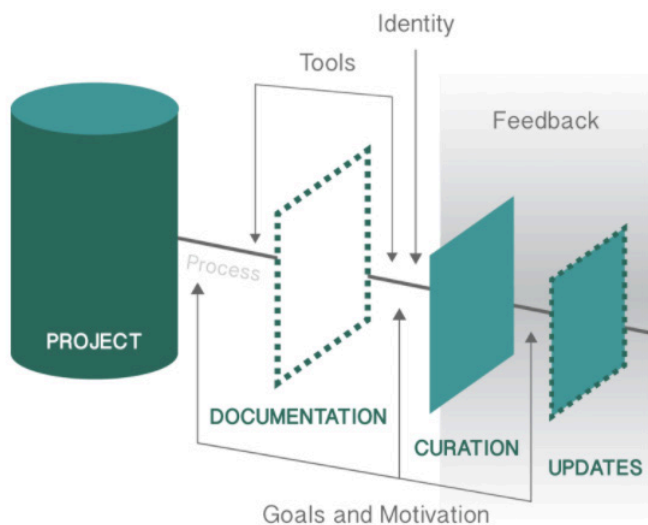 Identity
Tools
Feedback
Process
PROJECT
DOCUMENTATION
CURATION
UPDATES
Goals and Motivation